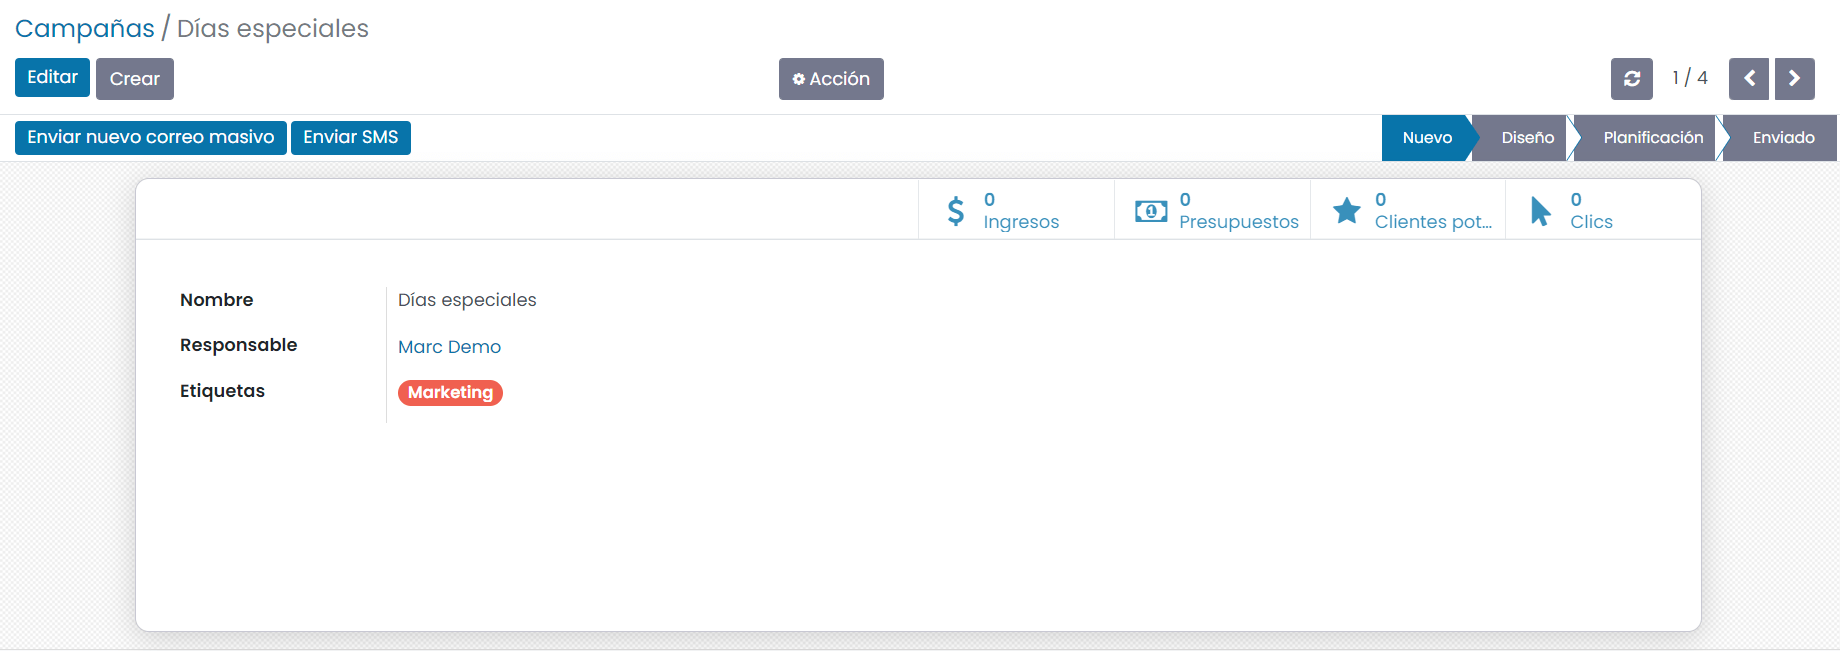 Campañas / Días especiales
Editar Crear Acción 1 / 4
Enviar nuevo correo masivo Enviar SMS Nuevo Diseño Planificación Enviado
0 0 0 0
Ingresos Presupuestos Clientes pot... Clics
Nombre Días especiales
Responsable Marc Demo
Etiquetas Marketing